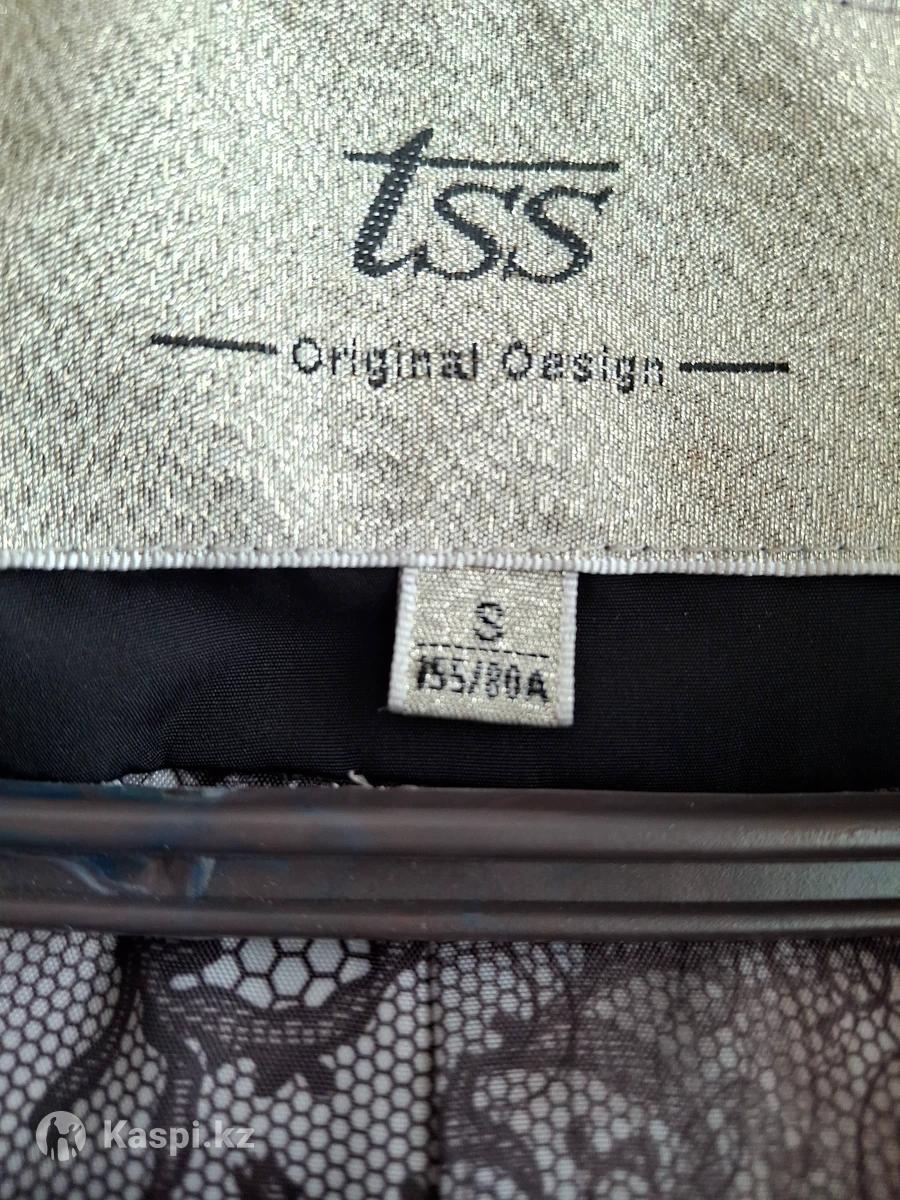 tss
Original Design
S
155/80A
Kaspi.kz